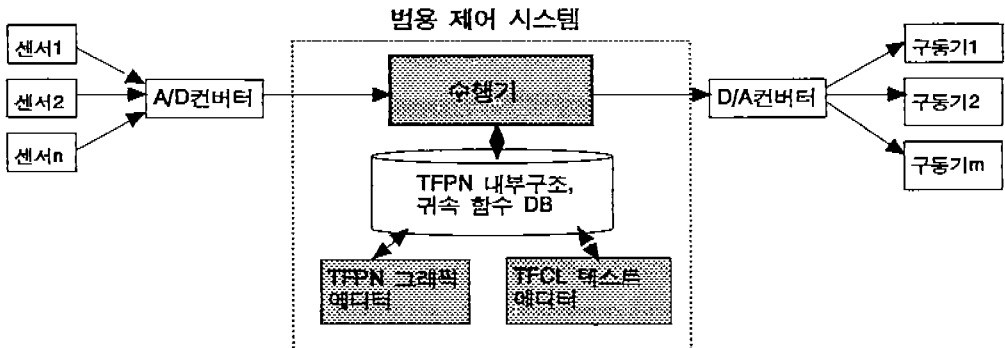 범용 제어 시스템
센서1
센서2
센서n
A/D컨버터
수행기
D/A컨버터
구동기1
구동기2
구동기m
TFPN 내부구조,
귀속 함수 DB
TFPN 그래픽
에디터
TFCL 테스트
에디터